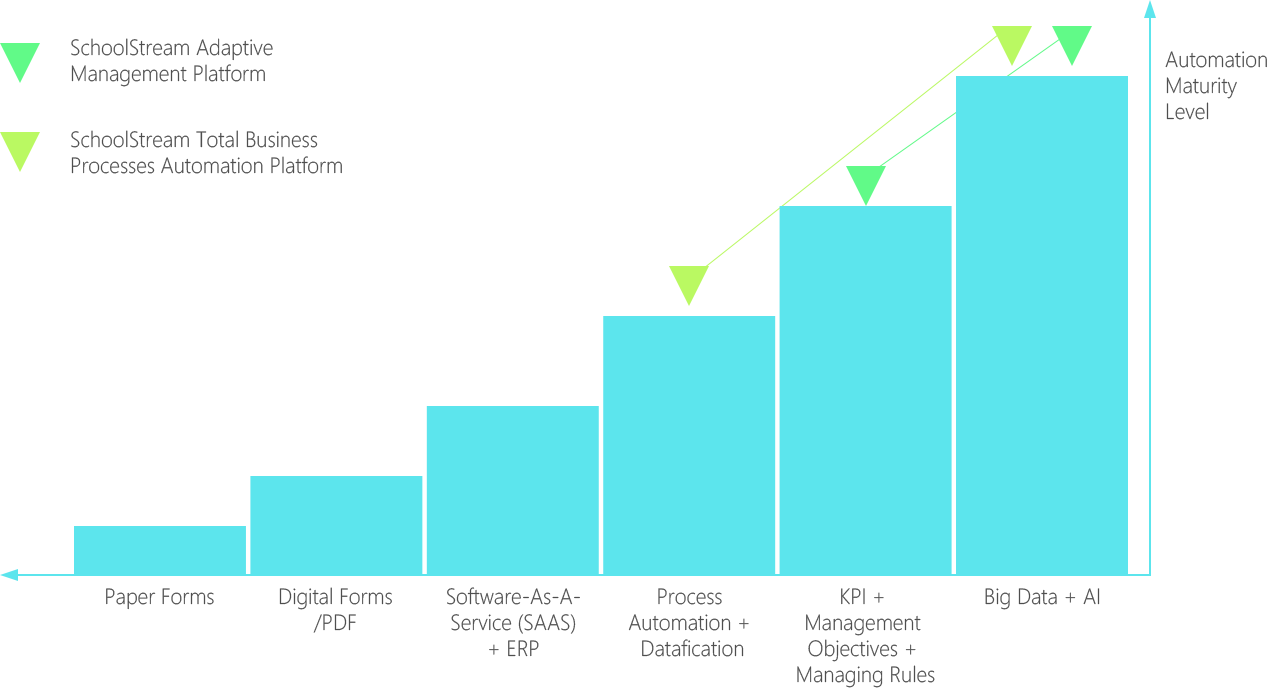 SchoolStream Adaptive
Management Platform
SchoolStream Total Business
Processes Automation Platform
Automation
Maturity
Level
Paper Forms
Digital Forms
/PDF
Software-As-A-
Service (SAAS)
+ ERP
Process
Automation +
Datafication
KPI +
Management
Objectives +
Managing Rules
Big Data + AI